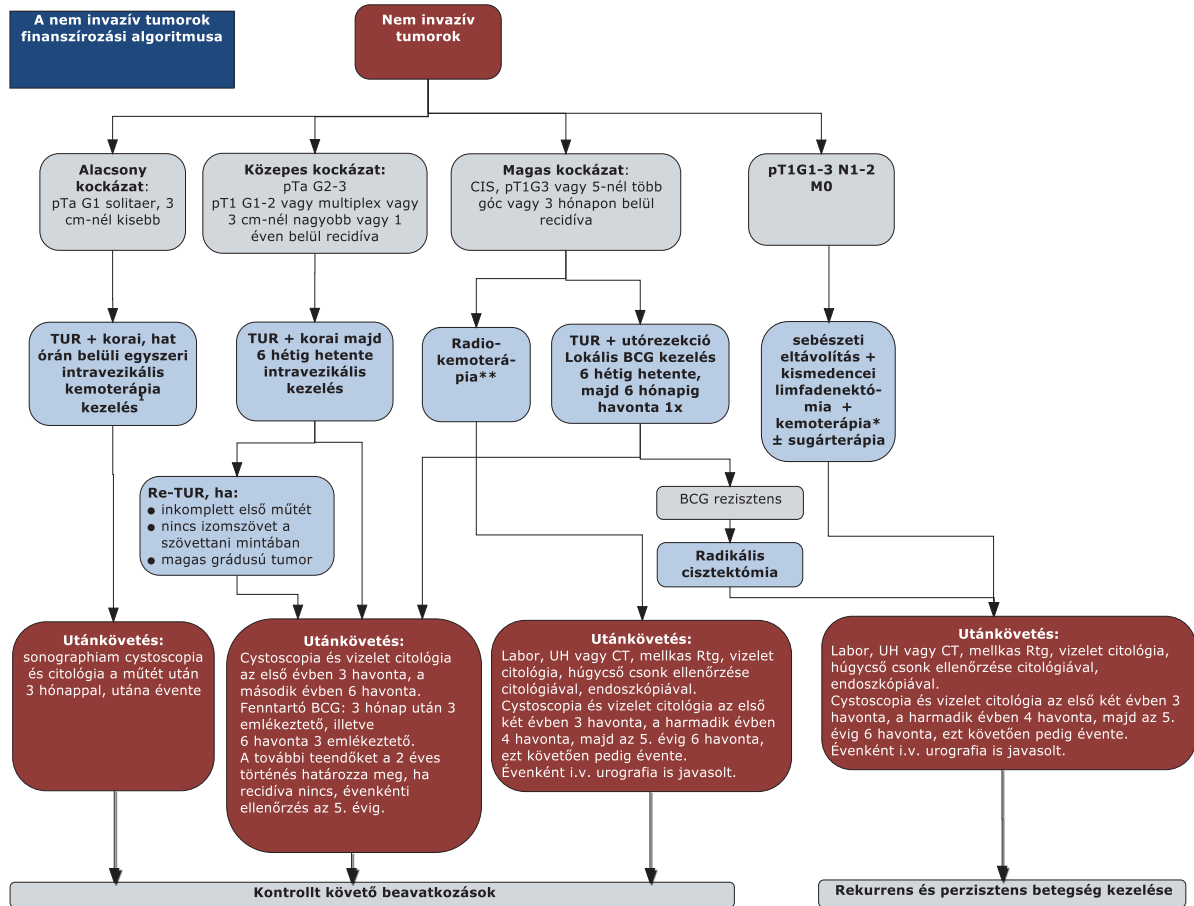 A nem invazív tumorok
finanszírozási algoritmusa
Nem invazív
tumorok
Alacsony
kockázat:
pTa G1 solitaer, 3
cm-nél kisebb
Közepes kockázat:
pTa G2-3
pT1 G1-2 vagy multiplex vagy
3 cm-nél nagyobb vagy 1
éven belül recidíva
Magas kockázat:
CIS, pT1G3 vagy 5-nél több
góc vagy 3 hónapon belül
recidíva
pT1G1-3 N1-2
M0
TUR + korai, hat
órán belüli egyszeri
intravezikális
kemoterápia
kezelés1
TUR + korai majd
6 hétig hetente
intravezikális
kezelés
Radio-
kemoterá-
pia**
TUR + utórezekció
Lokális BCG kezelés
6 hétig hetente,
majd 6 hónapig
havonta 1x
sebészeti
eltávolítás +
kismedencei
limfadenektó-
mia + 
kemoterápia*
± sugárterápia
Re-TUR, ha:
● inkomplett első műtét
● nincs izomszövet a
szövettani mintában
● magas grádusú tumor
BCG rezisztens
Radikális
cisztektómia
Utánkövetés:
sonographiam cystoscopia
és citológia a műtét után
3 hónappal, utána évente
Utánkövetés:
Cystoscopia és vizelet citológia
az első évben 3 havonta, a
második évben 6 havonta.
Fenntartó BCG: 3 hónap után 3
emlékeztető, illetve
6 havonta 3 emlékeztető.
A további teendőket a 2 éves
történés határozza meg, ha
recidíva nincs, évenkénti
ellenőrzés az 5. évig.
Utánkövetés:
Labor, UH vagy CT, mellkas Rtg, vizelet
citológia, húgycső csonk ellenőrzése
citológiával, endoszkópiával.
Cystoscopia és vizelet citológia az első
két évben 3 havonta, a harmadik évben
4 havonta, majd az 5. évig 6 havonta,
ezt követően pedig évente.
Évenként i.v. urografia is javasolt.
Utánkövetés:
Labor, UH vagy CT, mellkas Rtg, vizelet citológia,
húgycső csonk ellenőrzése citológiával,
endoszkópiával.
Cystoscopia és vizelet citológia az első két évben 3
havonta, a harmadik évben 4 havonta, majd az 5.
évig 6 havonta, ezt követően pedig évente.
Évenként i.v. urografia is javasolt.
Kontrollt követő beavatkozások
Rekurrens és perzisztens betegség kezelése